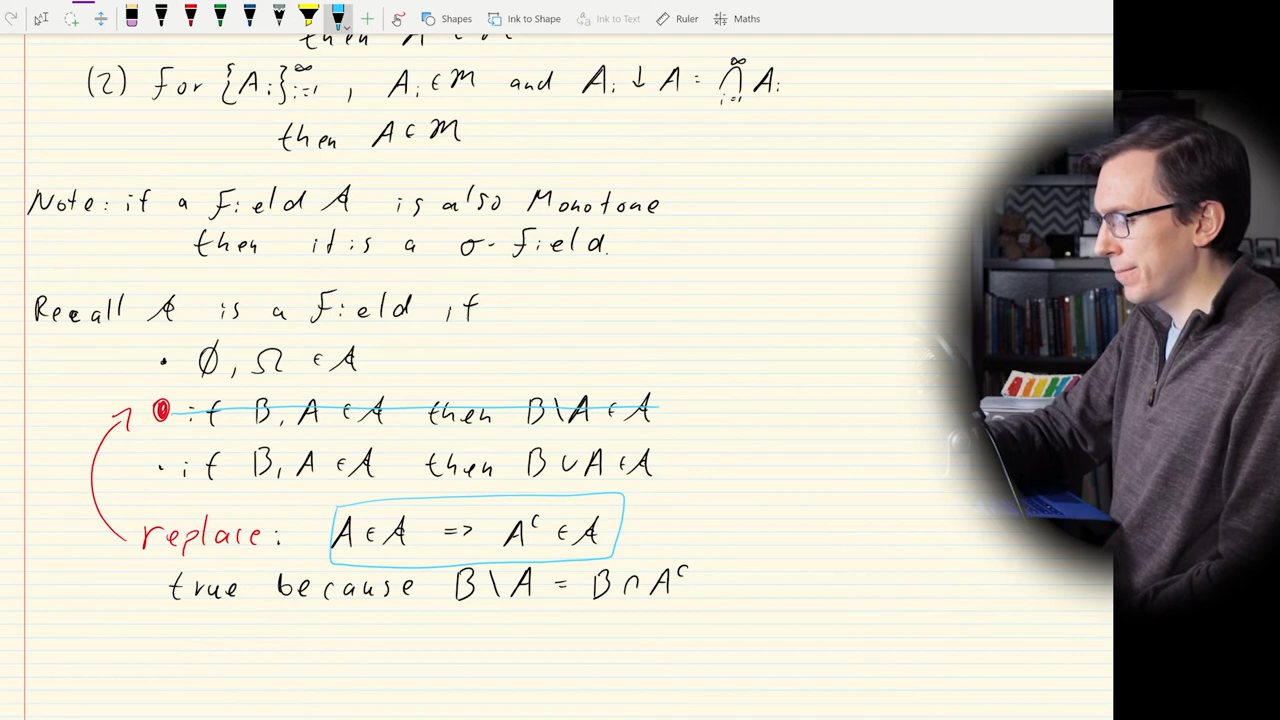 Shapes Ink to Shape Ink to Text Ruler Maths
then A ∈ M
(2) for {Aᵢ}ᵢ₌₁^∞ , Aᵢ ∈ M and Aᵢ ↓ A = ⋂ᵢ₌₁^∞ Aᵢ
then A ∈ M
Note: if a Field A is also Monotone
then it is a σ-field.
Recall A is a Field if
• ∅, Ω ∈ A
• if B, A ∈ A then B \ A ∈ A
• if B, A ∈ A then B ∪ A ∈ A
replace: A ∈ A => Aᶜ ∈ A
true because B \ A = B ∩ Aᶜ